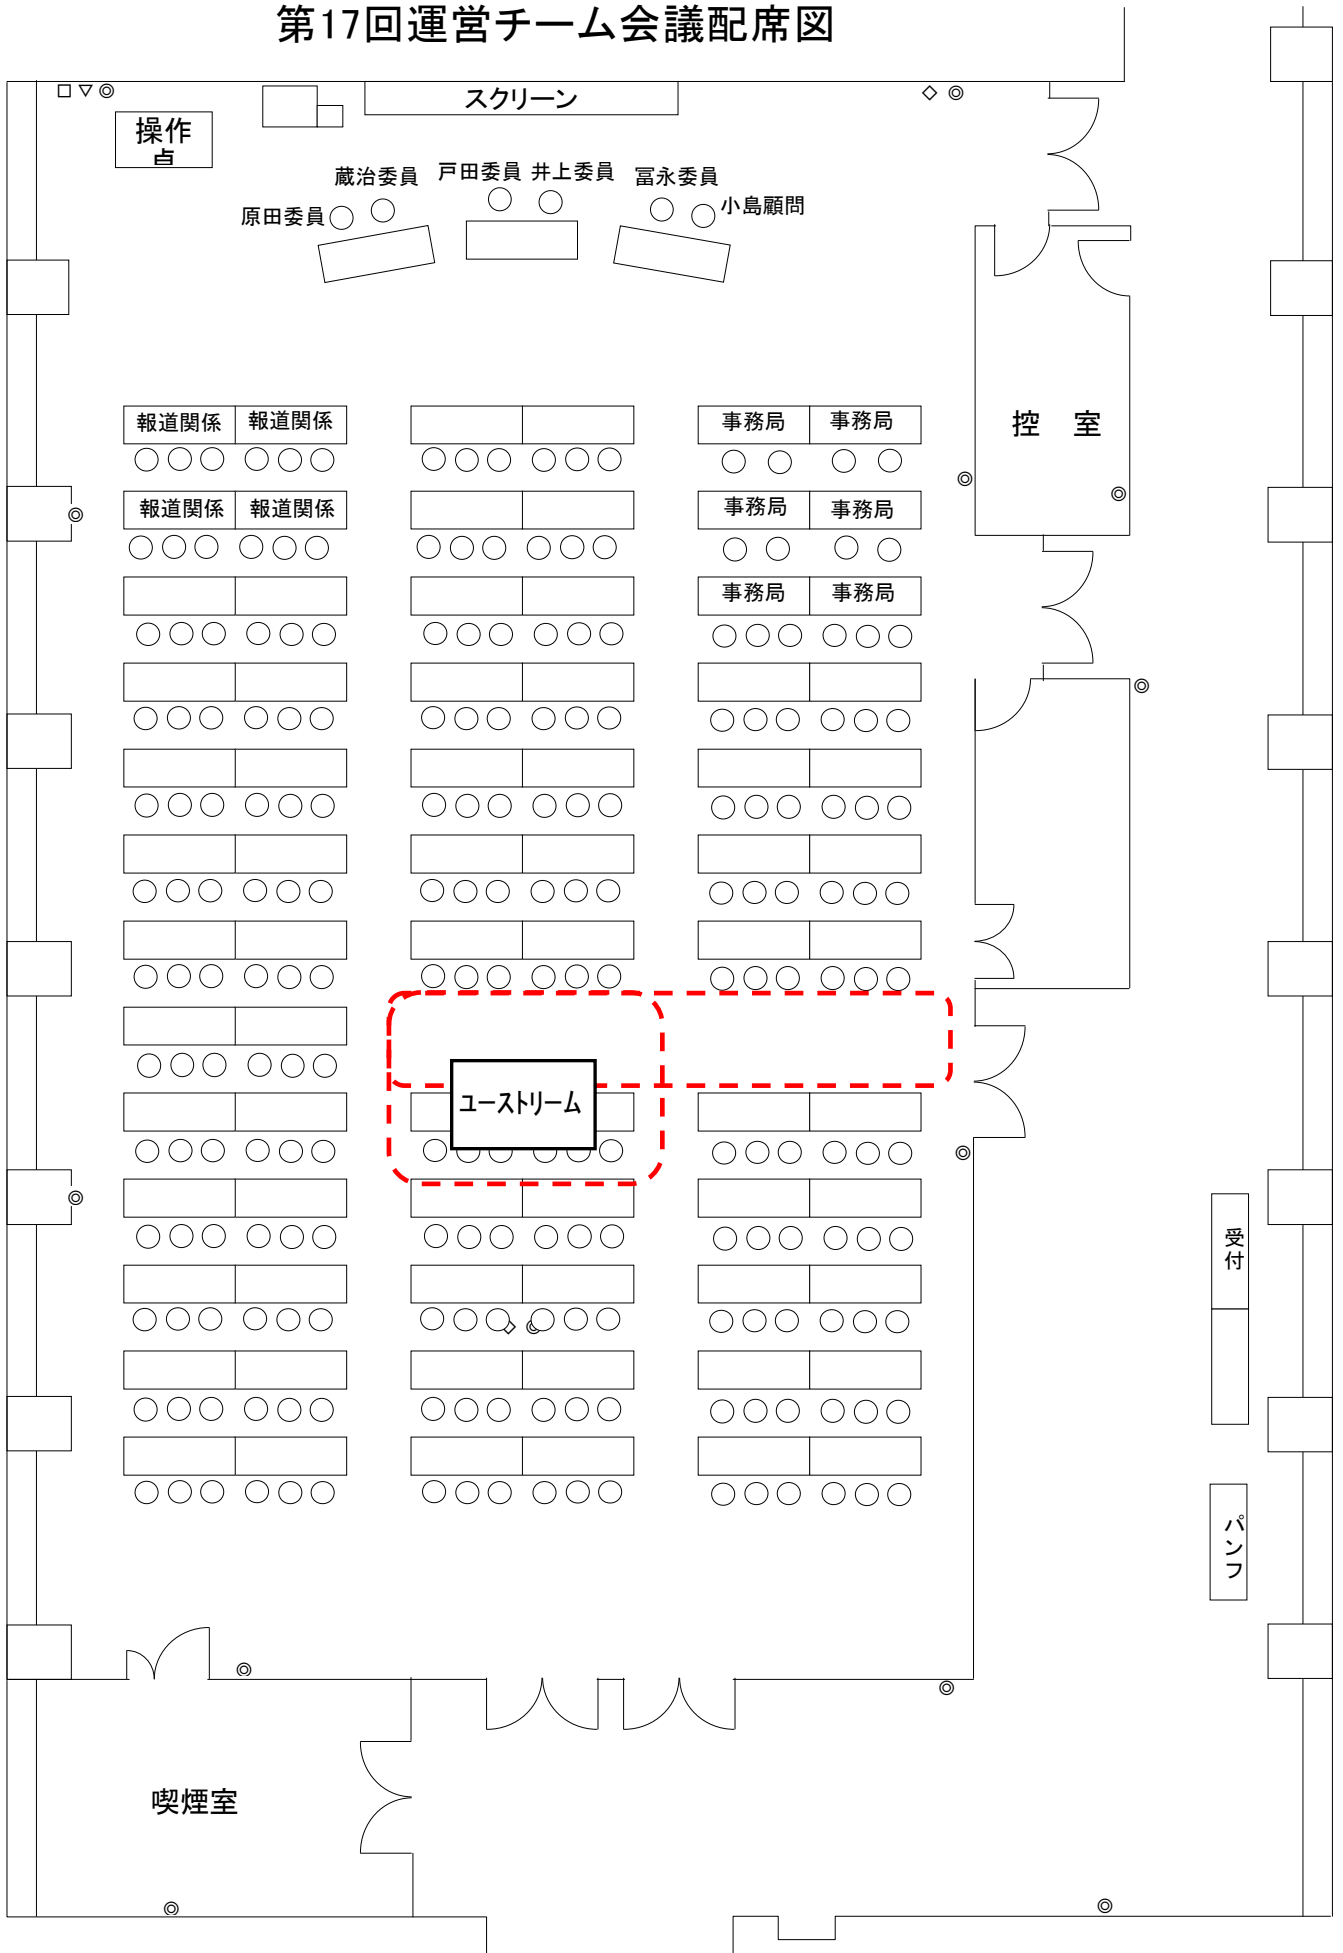 第17回運営チーム会議配席図
スクリーン
操作
卓
蔵治委員
戸田委員
井上委員
冨永委員
原田委員
小島顧問
報道関係
報道関係
事務局
事務局
控 室
報道関係
報道関係
事務局
事務局
事務局
事務局
ユーストリーム
受付
パンフ
喫煙室